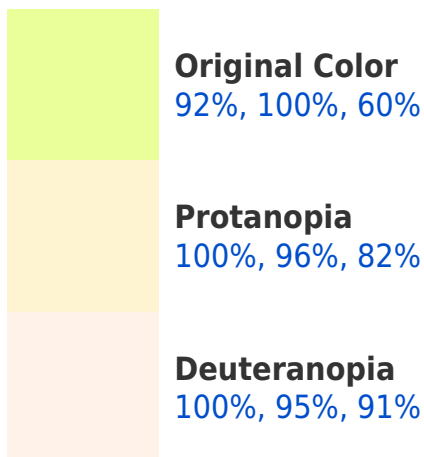 Original Color
92%, 100%, 60%
Protanopia
100%, 96%, 82%
Deuteranopia
100%, 95%, 91%